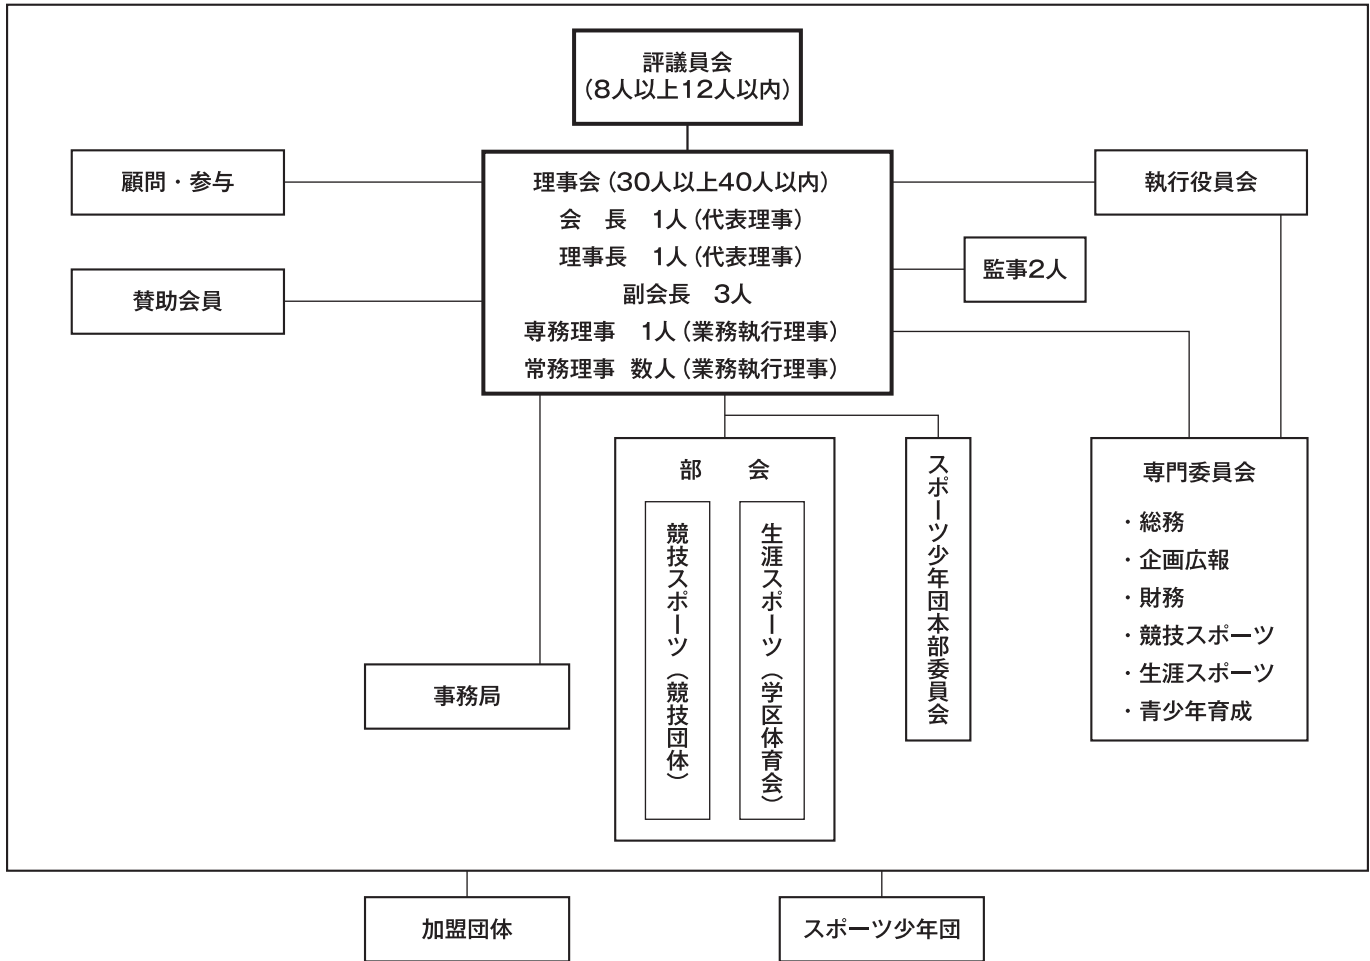 評議員会
(8人以上12人以内)
顧問・参与
理事会(30人以上40人以内)
会　長　1人(代表理事)
理事長　1人(代表理事)
副会長　3人
専務理事　1人(業務執行理事)
常務理事　数人(業務執行理事)
執行役員会
監事2人
賛助会員
部　会
競技スポーツ(競技団体)
生涯スポーツ(学区体育会)
スポーツ少年団本部委員会
専門委員会
・総務
・企画広報
・財務
・競技スポーツ
・生涯スポーツ
・青少年育成
事務局
加盟団体
スポーツ少年団